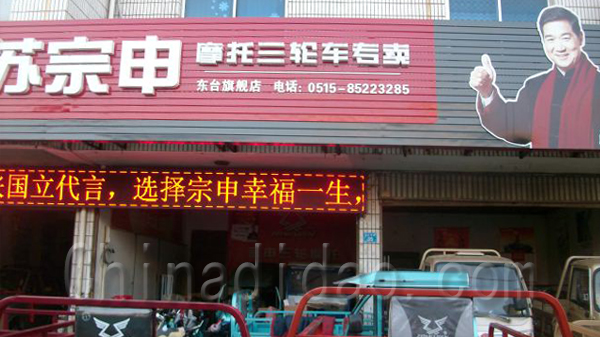 苏宗申
摩托三轮车专卖
东台旗舰店 电话: 0515-85223285
国立代言，选择宗申幸福一生，
Chinadjdao.com